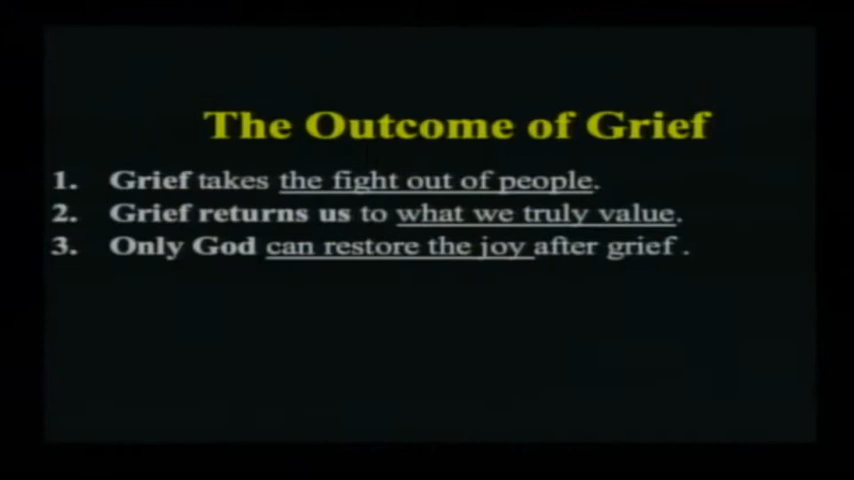 The Outcome of Grief
1. Grief takes the fight out of people.
2. Grief returns us to what we truly value.
3. Only God can restore the joy after grief .